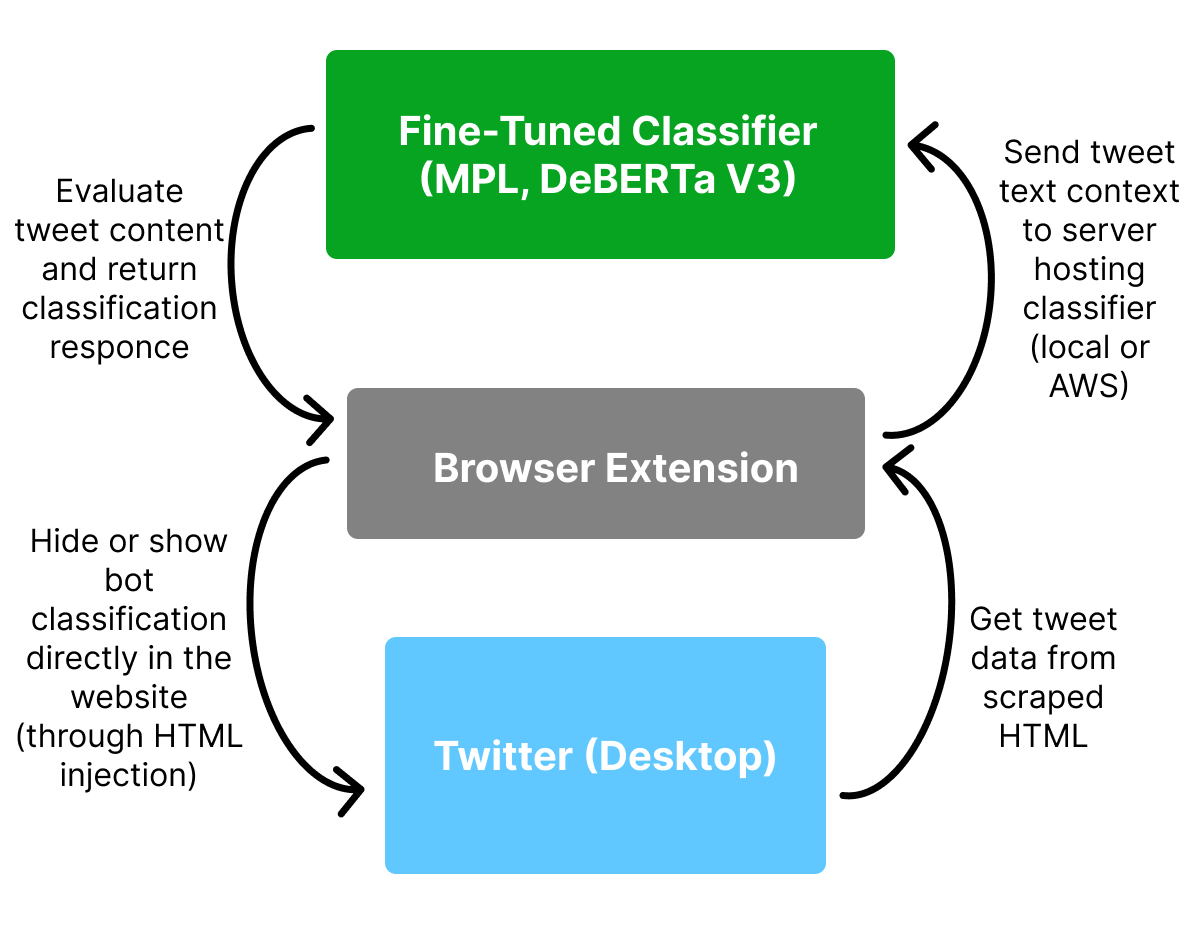 Fine-Tuned Classifier
(MPL, DeBERTa V3)
Evaluate
tweet content
and return
classification
responce
Send tweet
text context
to server
hosting
classifier
(local or
AWS)
Browser Extension
Hide or show
bot
classification
directly in the
website
(through HTML
injection)
Get tweet
data from
scraped
HTML
Twitter (Desktop)